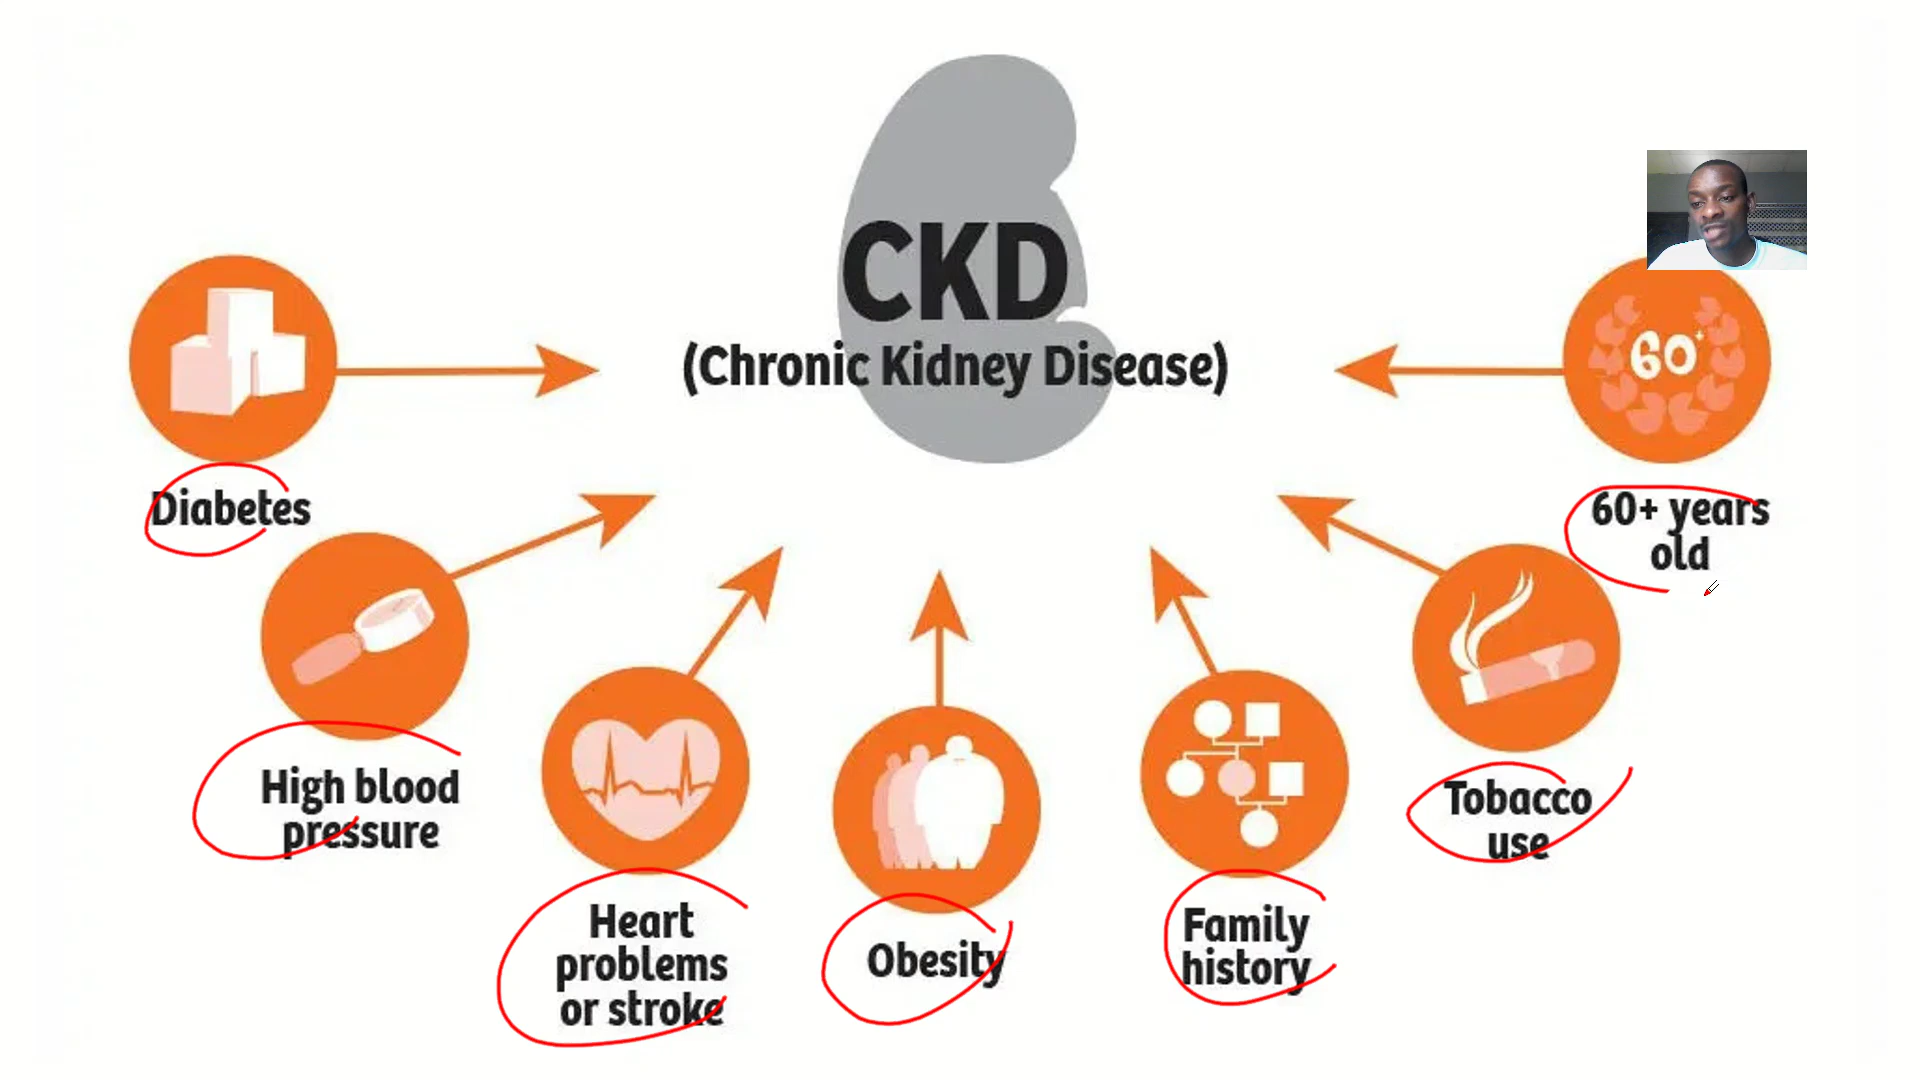 CKD
(Chronic Kidney Disease)
60+
Diabetes
60+ years
old
High blood
pressure
Tobacco
use
Heart
problems
or stroke
Obesity
Family
history